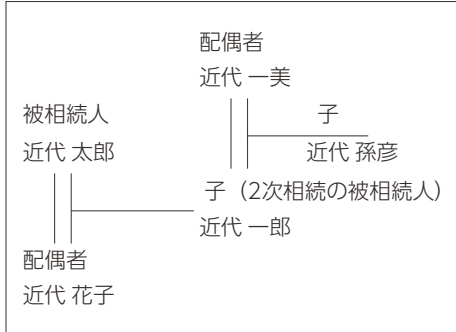 配偶者
近代 一美
被相続人
近代 太郎
子
近代 孫彦
子（2次相続の被相続人）
近代 一郎
配偶者
近代 花子